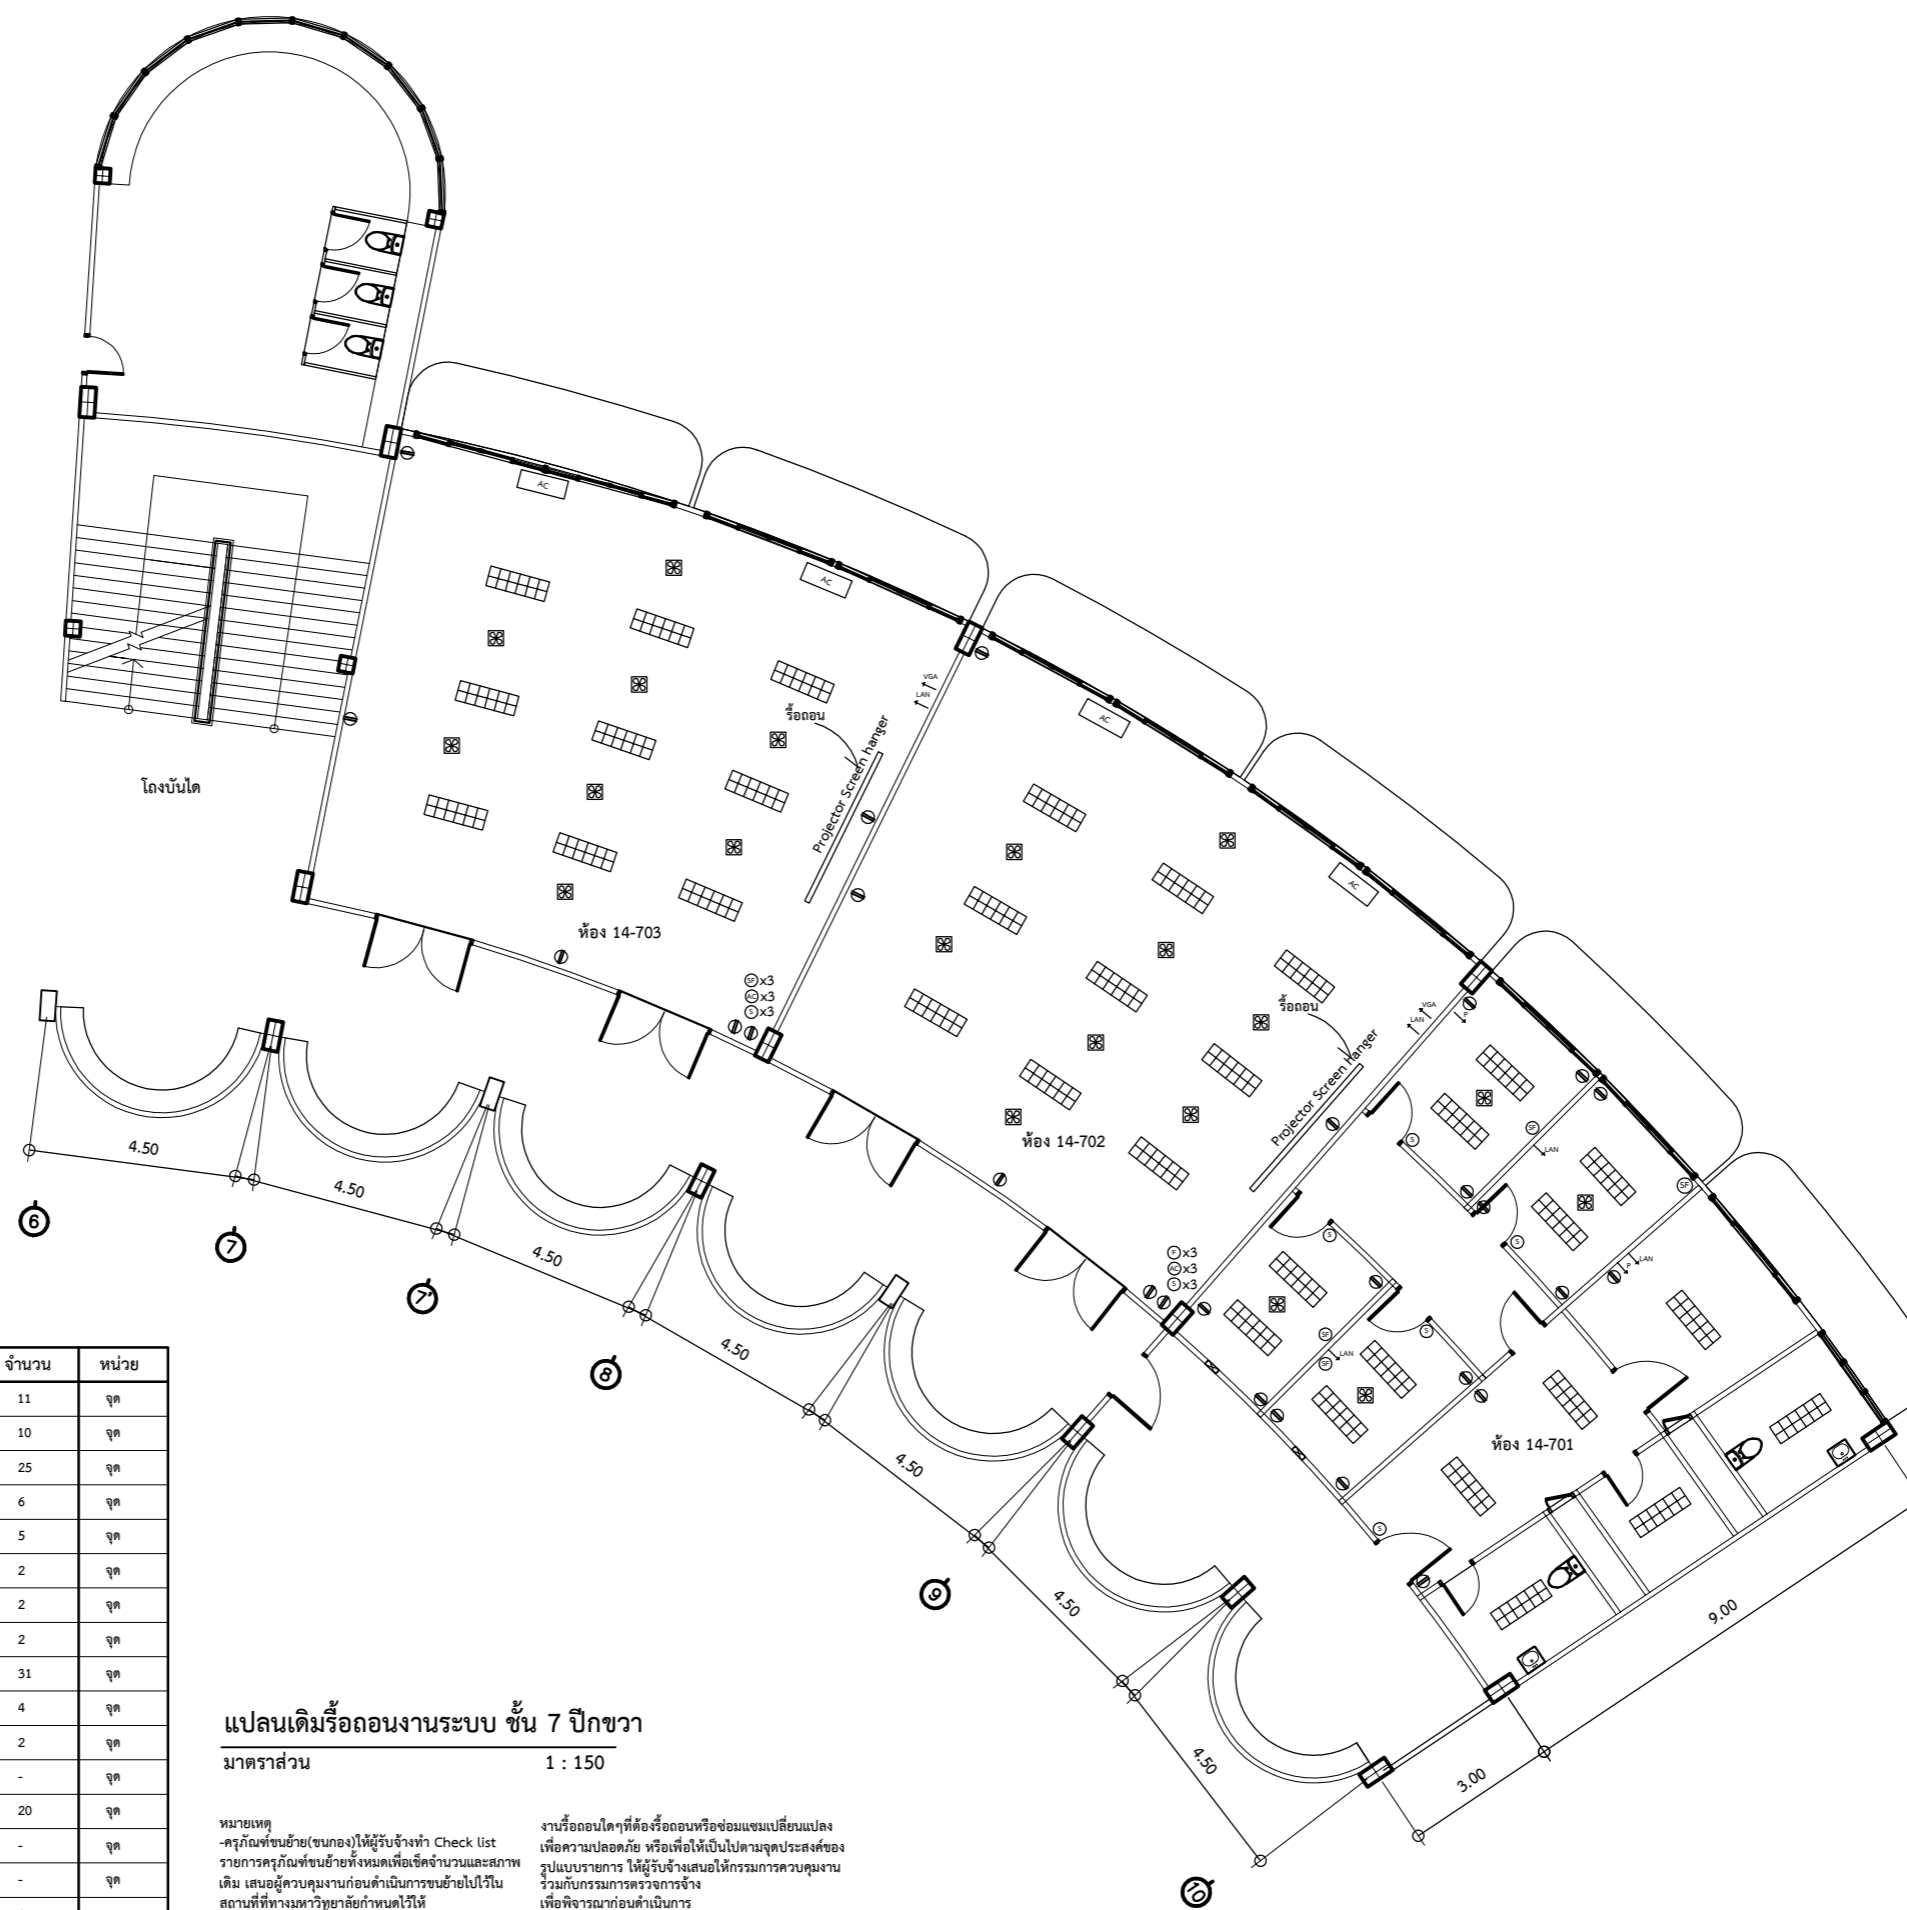 AC
AC
VGA
LAN
รื้อถอน
Projector Screen hanger
AC
โถงบันได
AC
ห้อง 14-703
SF x3
AC x3
S x3
รื้อถอน
VGA
LAN
P
Projector Screen Hanger
ห้อง 14-702
S
SF
LAN
SF
S
S
F x3
AC x3
S x3
LAN
P
SF
S
LAN
SF
ห้อง 14-701
S
4.50
4.50
4.50
4.50
4.50
4.50
4.50
3.00
9.00
6
7
7'
8
9
10
จำนวน หน่วย
11 จุด
10 จุด
25 จุด
6 จุด
5 จุด
2 จุด
2 จุด
2 จุด
31 จุด
4 จุด
2 จุด
- จุด
20 จุด
- จุด
- จุด
แปลนเดิมรื้อถอนงานระบบ ชั้น 7 ปีกขวา
มาตราส่วน 1 : 150
หมายเหตุ
-ครุภัณฑ์ขนย้าย(ขนกอง)ให้ผู้รับจ้างทำ Check list
รายการครุภัณฑ์ขนย้ายทั้งหมดเพื่อเช็คจำนวนและสภาพ
เดิม เสนอผู้ควบคุมงานก่อนดำเนินการขนย้ายไปไว้ใน
สถานที่ที่ทางมหาวิทยาลัยกำหนดไว้ให้
งานรื้อถอนใดๆที่ต้องรื้อถอนหรือซ่อมแซมเปลี่ยนแปลง
เพื่อความปลอดภัย หรือเพื่อให้เป็นไปตามจุดประสงค์ของ
รูปแบบรายการ ให้ผู้รับจ้างเสนอให้กรรมการควบคุมงาน
ร่วมกับกรรมการตรวจการจ้าง
เพื่อพิจารณาก่อนดำเนินการ